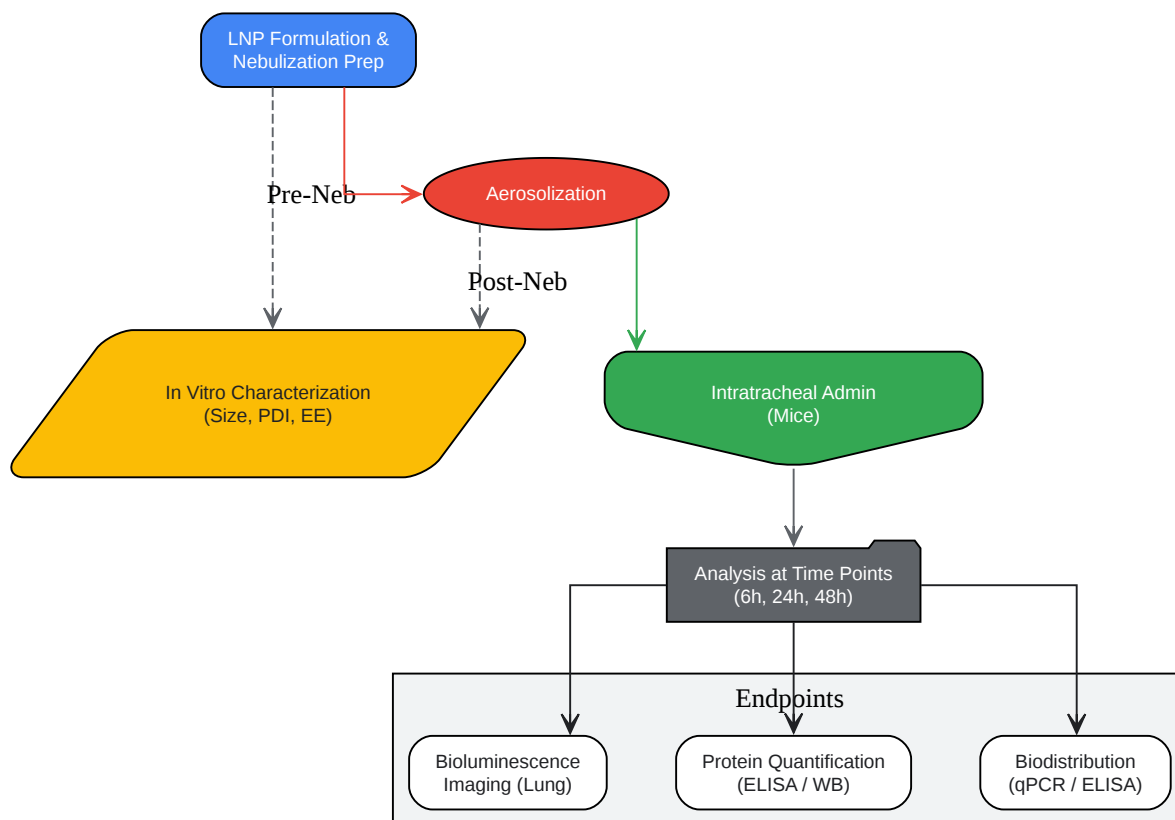 LNP Formulation &
Nebulization Prep
Pre-Neb
Aerosolization
Post-Neb
In Vitro Characterization
(Size, PDI, EE)
Intratracheal Admin
(Mice)
Analysis at Time Points
(6h, 24h, 48h)
Endpoints
Bioluminescence
Imaging (Lung)
Protein Quantification
(ELISA / WB)
Biodistribution
(qPCR / ELISA)